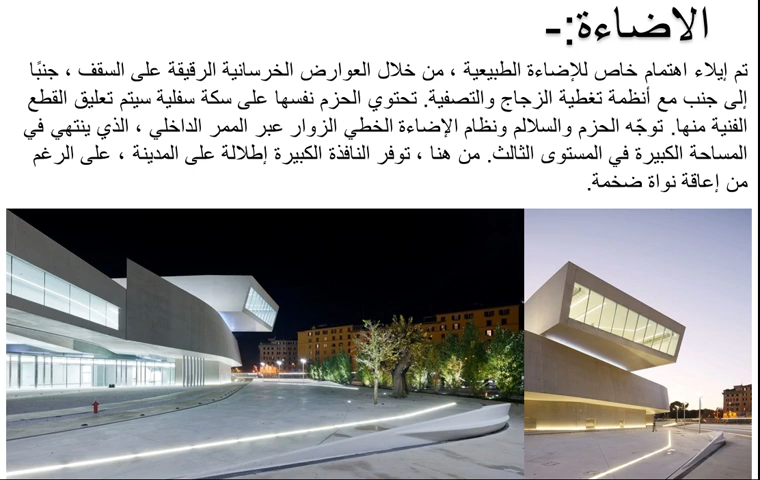 الاضاءة:-
تم إيلاء اهتمام خاص للإضاءة الطبيعية ، من خلال العوارض الخرسانية الرقيقة على السقف ، جنبًا
إلى جنب مع أنظمة تغطية الزجاج والتصفية. تحتوي الحزم نفسها على سكة سفلية سيتم تعليق القطع
الفنية منها. توجّه الحزم والسلالم ونظام الإضاءة الخطي الزوار عبر الممر الداخلي ، الذي ينتهي في
المساحة الكبيرة في المستوى الثالث. من هنا ، توفر النافذة الكبيرة إطلالة على المدينة ، على الرغم
من إعاقة نواة ضخمة.